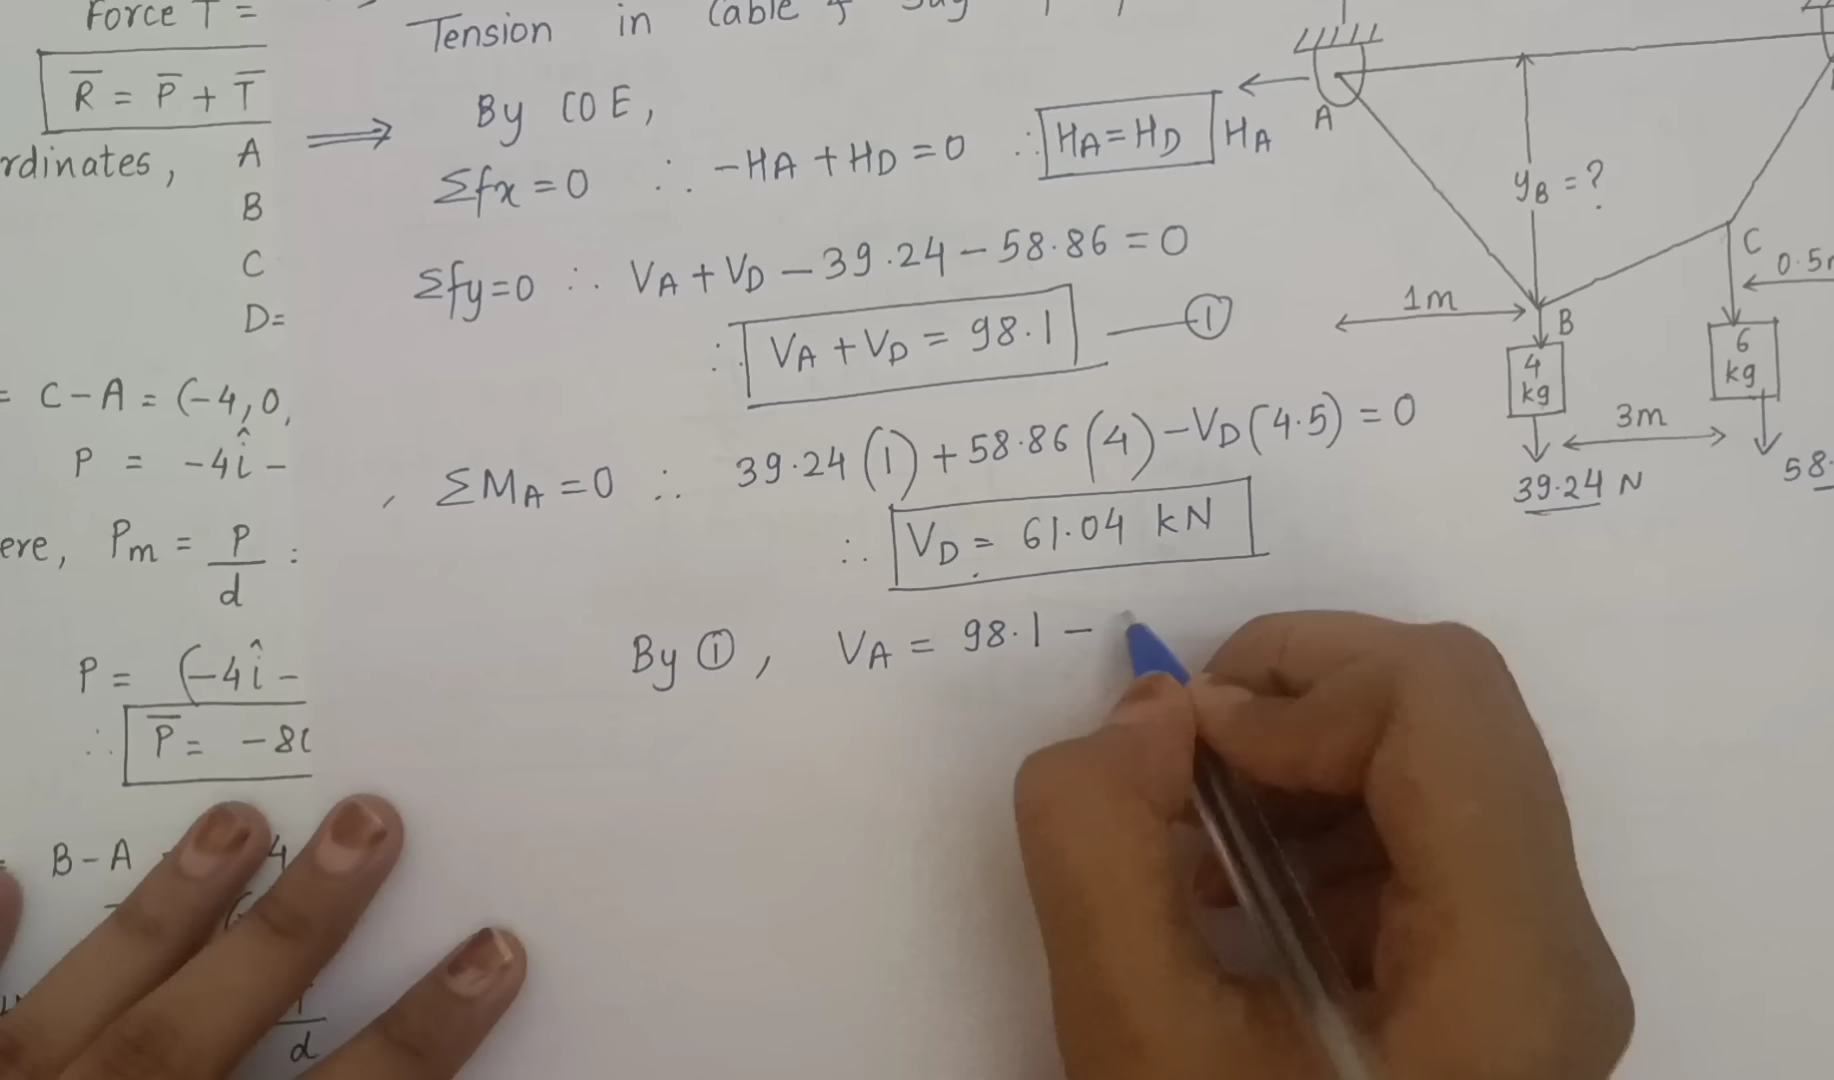 Force T =
R̅ = P̅ + T̅
rdinates, A
B
C
D=
= C-A = (-4,0,
P = -4î -
ere, Pm = P/d :
P = (-4î -
∴ P̅ = -80
B-A
4
d
Tension in Cable &
By COE,
Σfx = 0 ∴ -HA + HD = 0 ∴ HA = HD
Σfy=0 ∴ VA + VD - 39.24 - 58.86 = 0
∴ VA + VD = 98.1 — ①
, ΣMA = 0 ∴ 39.24 (1) + 58.86 (4) - VD (4.5) = 0
∴ VD = 61.04 kN
By ①, VA = 98.1 -
HA
A
yB = ?
C
0.5
1m
B
4 kg
6 kg
3m
39.24 N
58.